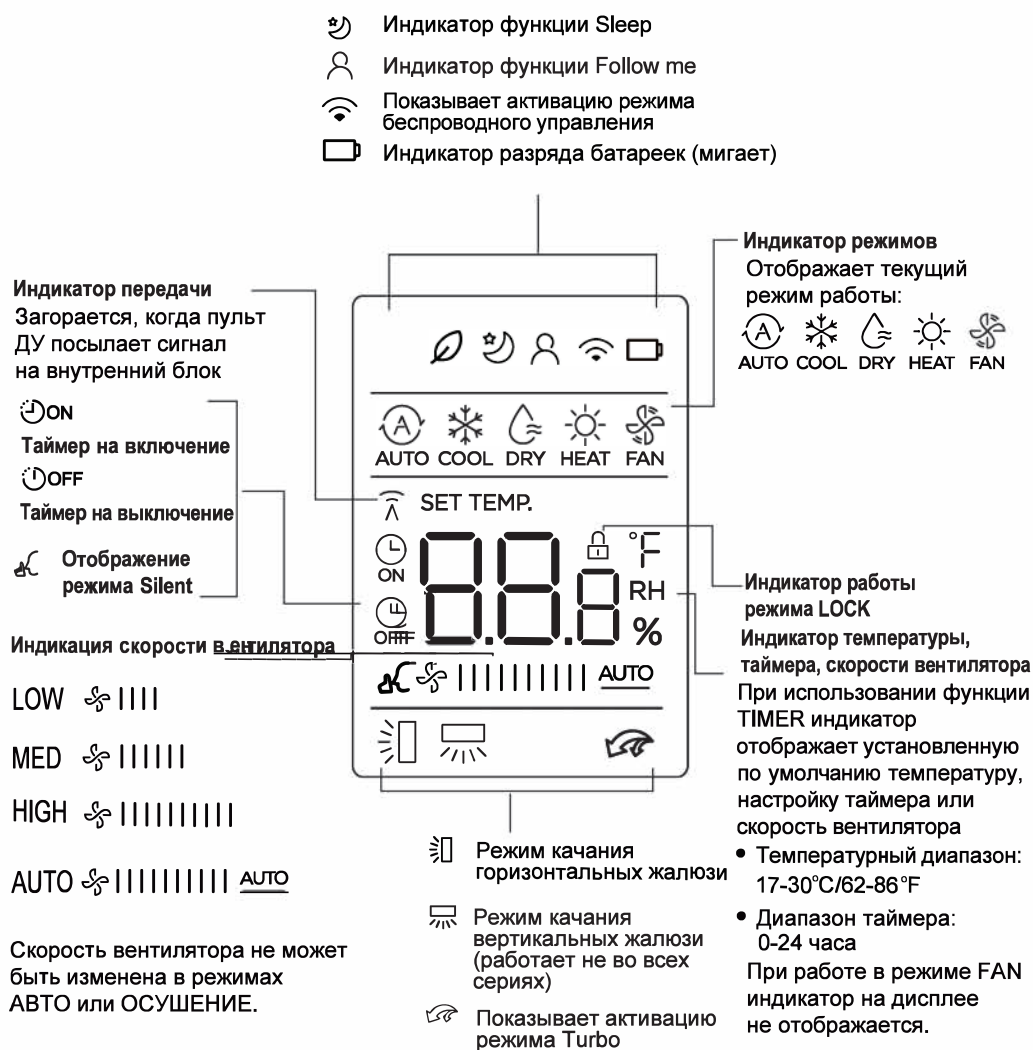 Индикатор функции Sleep
Индикатор функции Follow me
Показывает активацию режима
беспроводного управления
Индикатор разряда батареек (мигает)
Индикатор режимов
Отображает текущий
режим работы:
AUTO COOL DRY HEAT FAN
Индикатор передачи
Загорается, когда пульт
ДУ посылает сигнал
на внутренний блок
ON
Таймер на включение
OFF
Таймер на выключение
Отображение
режима Silent
Индикация скорости вентилятора
LOW
MED
HIGH
AUTO AUTO
Скорость вентилятора не может
быть изменена в режимах
АВТО или ОСУШЕНИЕ.
AUTO COOL DRY HEAT FAN
SET TEMP.
ON
88.8 °F
RH
OFF
%
AUTO
Режим качания
горизонтальных жалюзи
Режим качания
вертикальных жалюзи
(работает не во всех
сериях)
Показывает активацию
режима Turbo
Индикатор работы
режима LOCK
Индикатор температуры,
таймера, скорости вентилятора
При использовании функции
TIMER индикатор
отображает установленную
по умолчанию температуру,
настройку таймера или
скорость вентилятора
• Температурный диапазон:
17-30°C/62-86°F
• Диапазон таймера:
0-24 часа
При работе в режиме FAN
индикатор на дисплее
не отображается.